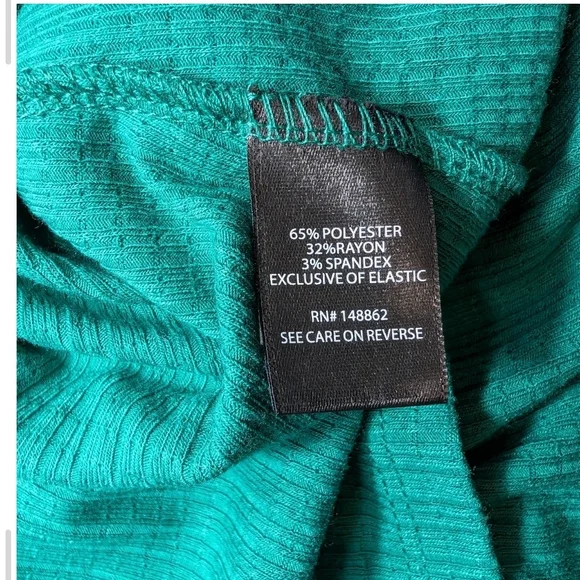 65% POLYESTER
32%RAYON
3% SPANDEX
EXCLUSIVE OF ELASTIC
RN# 148862
SEE CARE ON REVERSE